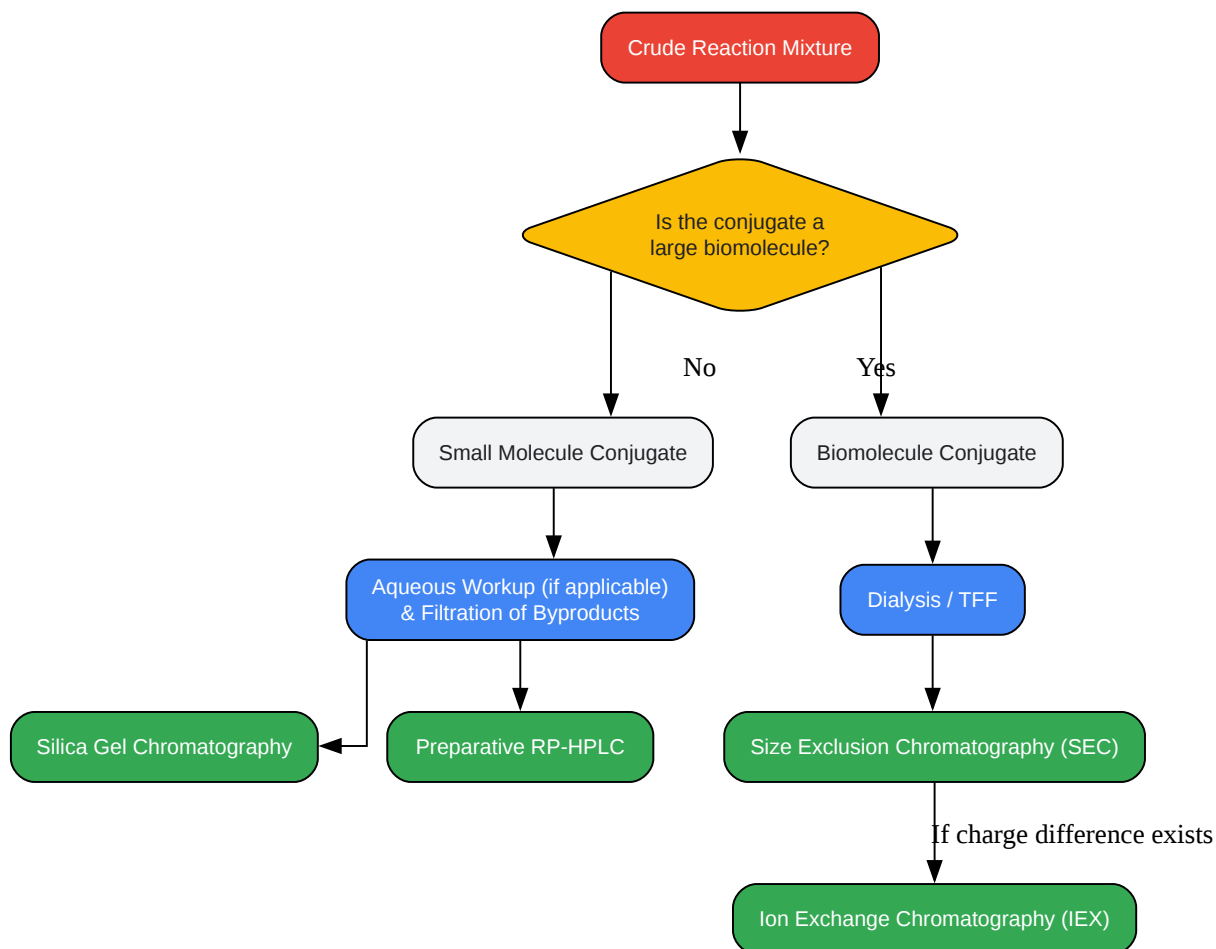 Crude Reaction Mixture
Is the conjugate a
large biomolecule?
No
Yes
Small Molecule Conjugate
Biomolecule Conjugate
Aqueous Workup (if applicable)
& Filtration of Byproducts
Dialysis / TFF
Silica Gel Chromatography
Preparative RP-HPLC
Size Exclusion Chromatography (SEC)
If charge difference exists
Ion Exchange Chromatography (IEX)